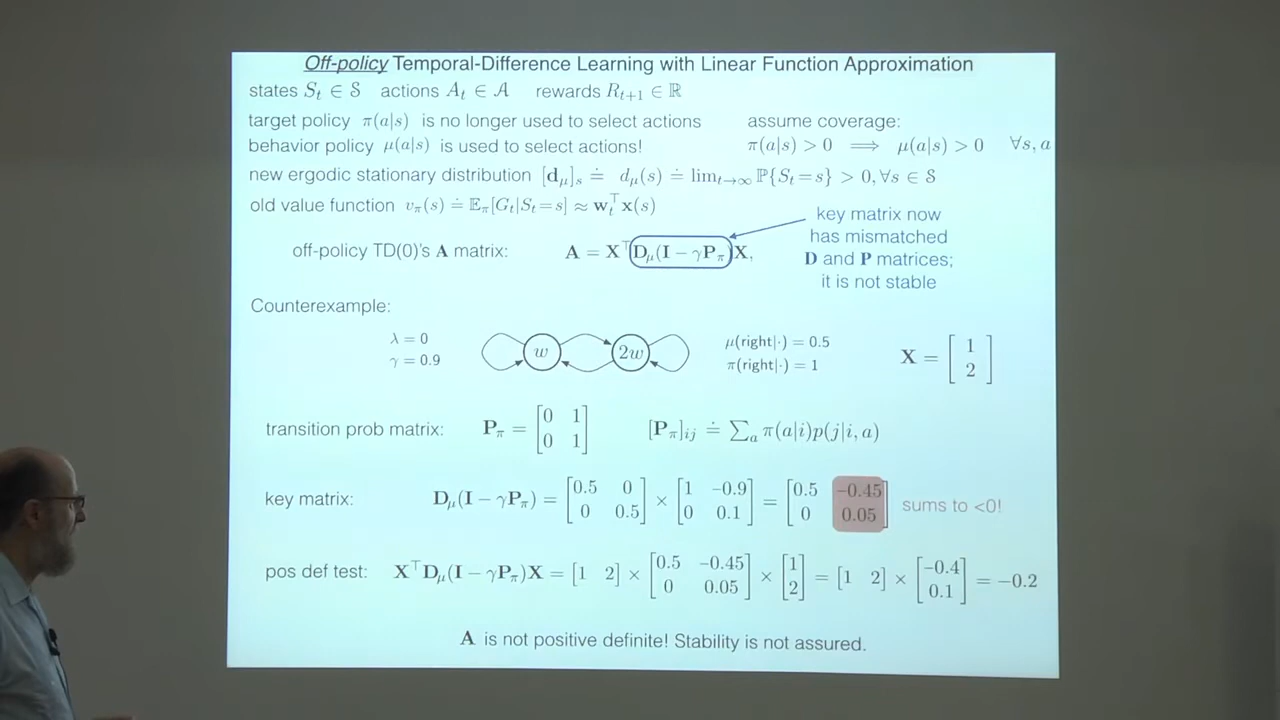 Off-policy Temporal-Difference Learning with Linear Function Approximation
states S_t ∈ 𝒮 actions A_t ∈ 𝒜 rewards R_{t+1} ∈ ℝ
target policy π(a|s) is no longer used to select actions
behavior policy μ(a|s) is used to select actions!
assume coverage:
π(a|s) > 0 ⟹ μ(a|s) > 0 ∀s, a
new ergodic stationary distribution [d_μ]_s ≐ d_μ(s) ≐ lim_{t→∞} ℙ{S_t = s} > 0, ∀s ∈ 𝒮
old value function v_π(s) ≐ 𝔼_π[G_t|S_t = s] ≈ w_t^⊤ x(s)
off-policy TD(0)'s A matrix: A = X^⊤ D_μ(I − γP_π)X,
key matrix now
has mismatched
D and P matrices;
it is not stable
Counterexample:
λ = 0
γ = 0.9
w 2w
μ(right|·) = 0.5
π(right|·) = 1
X = [1; 2]
transition prob matrix: P_π = [0 1; 0 1] [P_π]_{ij} ≐ ∑_a π(a|i)p(j|i, a)
key matrix: D_μ(I − γP_π) = [0.5 0; 0 0.5] × [1 −0.9; 0 0.1] = [0.5 −0.45; 0 0.05] sums to <0!
pos def test: X^⊤ D_μ(I − γP_π)X = [1 2] × [0.5 −0.45; 0 0.05] × [1; 2] = [1 2] × [−0.4; 0.1] = −0.2
A is not positive definite! Stability is not assured.